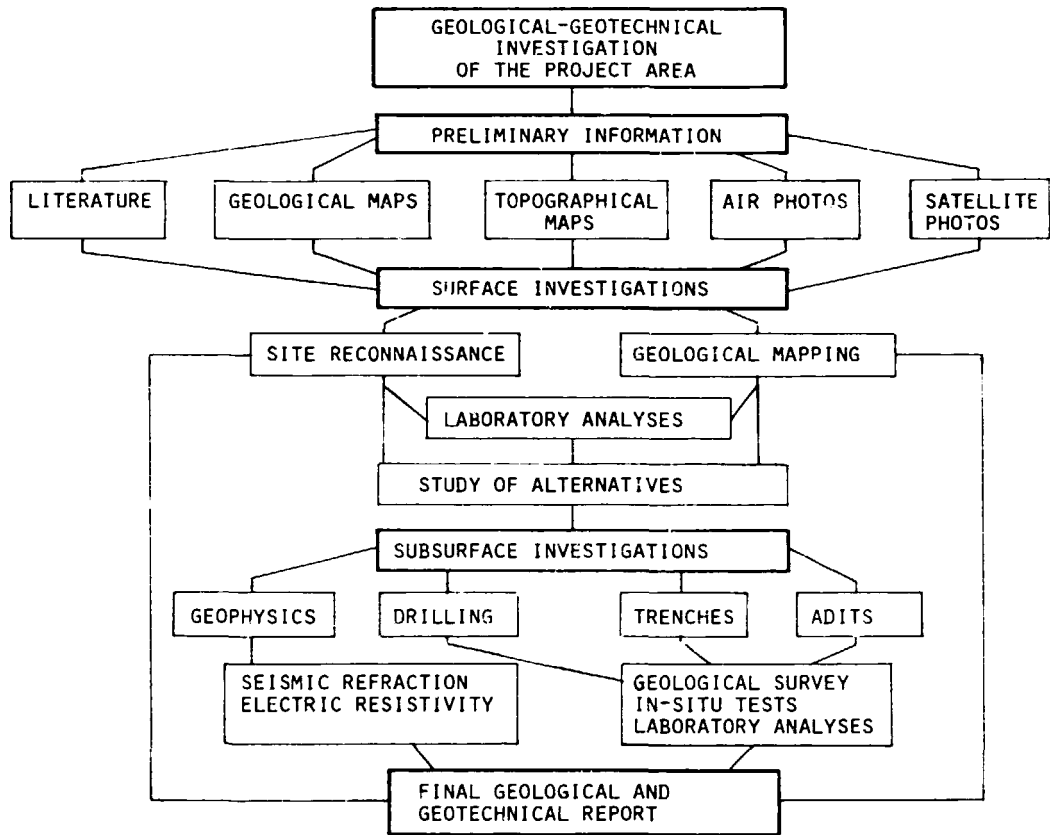 GEOLOGICAL-GEOTECHNICAL
INVESTIGATION
OF THE PROJECT AREA
PRELIMINARY INFORMATION
LITERATURE
GEOLOGICAL MAPS
TOPOGRAPHICAL
MAPS
AIR PHOTOS
SATELLITE
PHOTOS
SURFACE INVESTIGATIONS
SITE RECONNAISSANCE
GEOLOGICAL MAPPING
LABORATORY ANALYSES
STUDY OF ALTERNATIVES
SUBSURFACE INVESTIGATIONS
GEOPHYSICS
DRILLING
TRENCHES
ADITS
SEISMIC REFRACTION
ELECTRIC RESISTIVITY
GEOLOGICAL SURVEY
IN-SITU TESTS
LABORATORY ANALYSES
FINAL GEOLOGICAL AND
GEOTECHNICAL REPORT